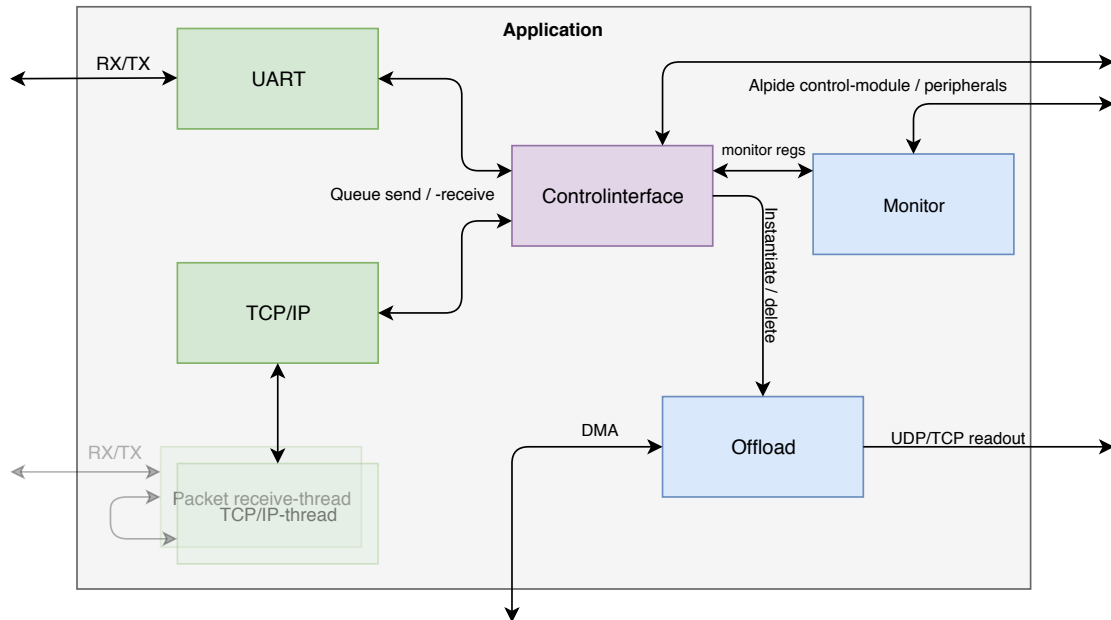 Application
RX/TX
UART
Alpide control-module / peripherals
monitor regs
Queue send / -receive
Controlinterface
Monitor
Instantiate / delete
TCP/IP
DMA
Offload
UDP/TCP readout
RX/TX
Packet receive-thread
TCP/IP-thread